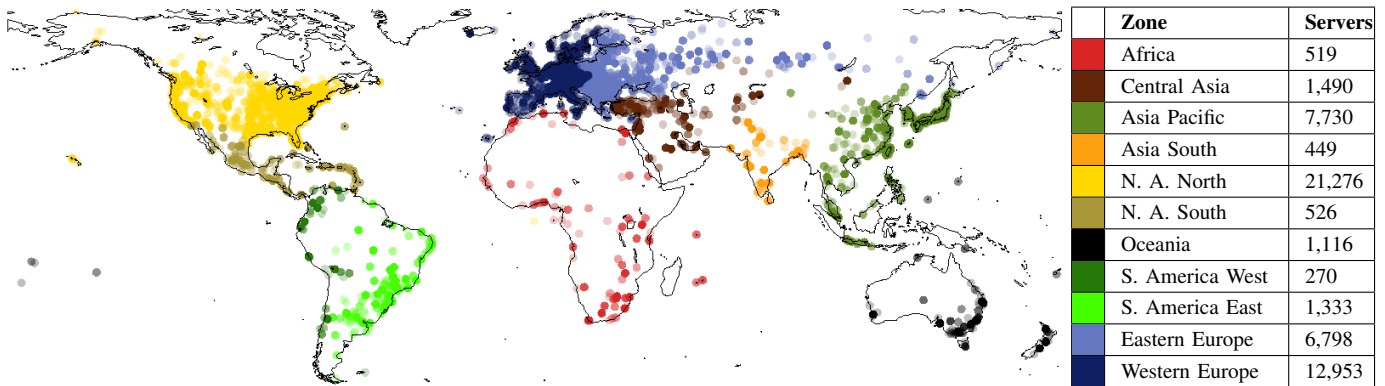 Zone Servers
Africa 519
Central Asia 1,490
Asia Pacific 7,730
Asia South 449
N. A. North 21,276
N. A. South 526
Oceania 1,116
S. America West 270
S. America East 1,333
Eastern Europe 6,798
Western Europe 12,953